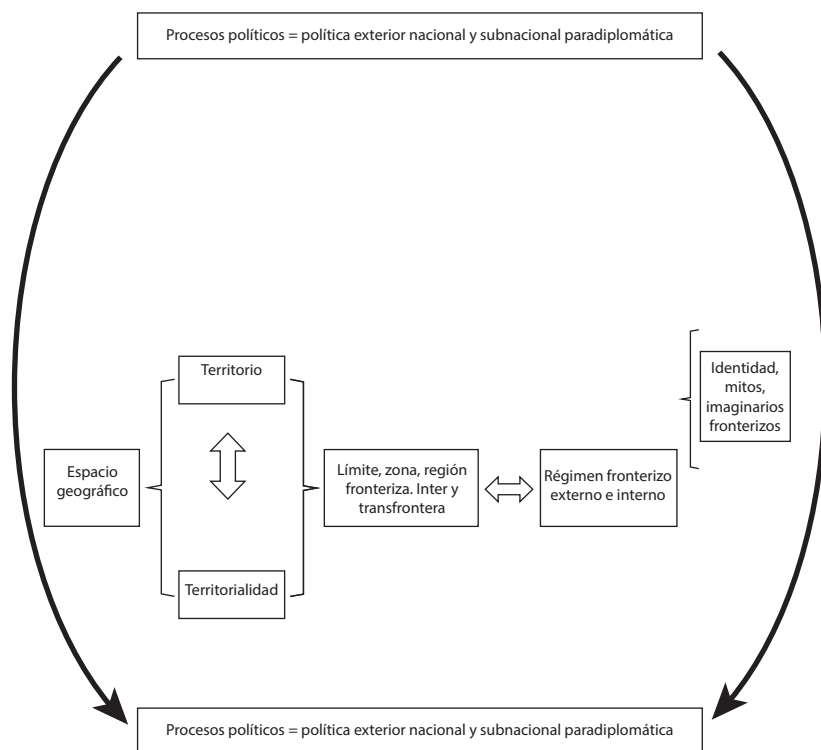 Procesos políticos = política exterior nacional y subnacional paradiplomática
Territorio
Identidad,
mitos,
imaginarios
fronterizos
Espacio
geográfico
Límite, zona, región
fronteriza. Inter y
transfrontera
Régimen fronterizo
externo e interno
Territorialidad
Procesos políticos = política exterior nacional y subnacional paradiplomática